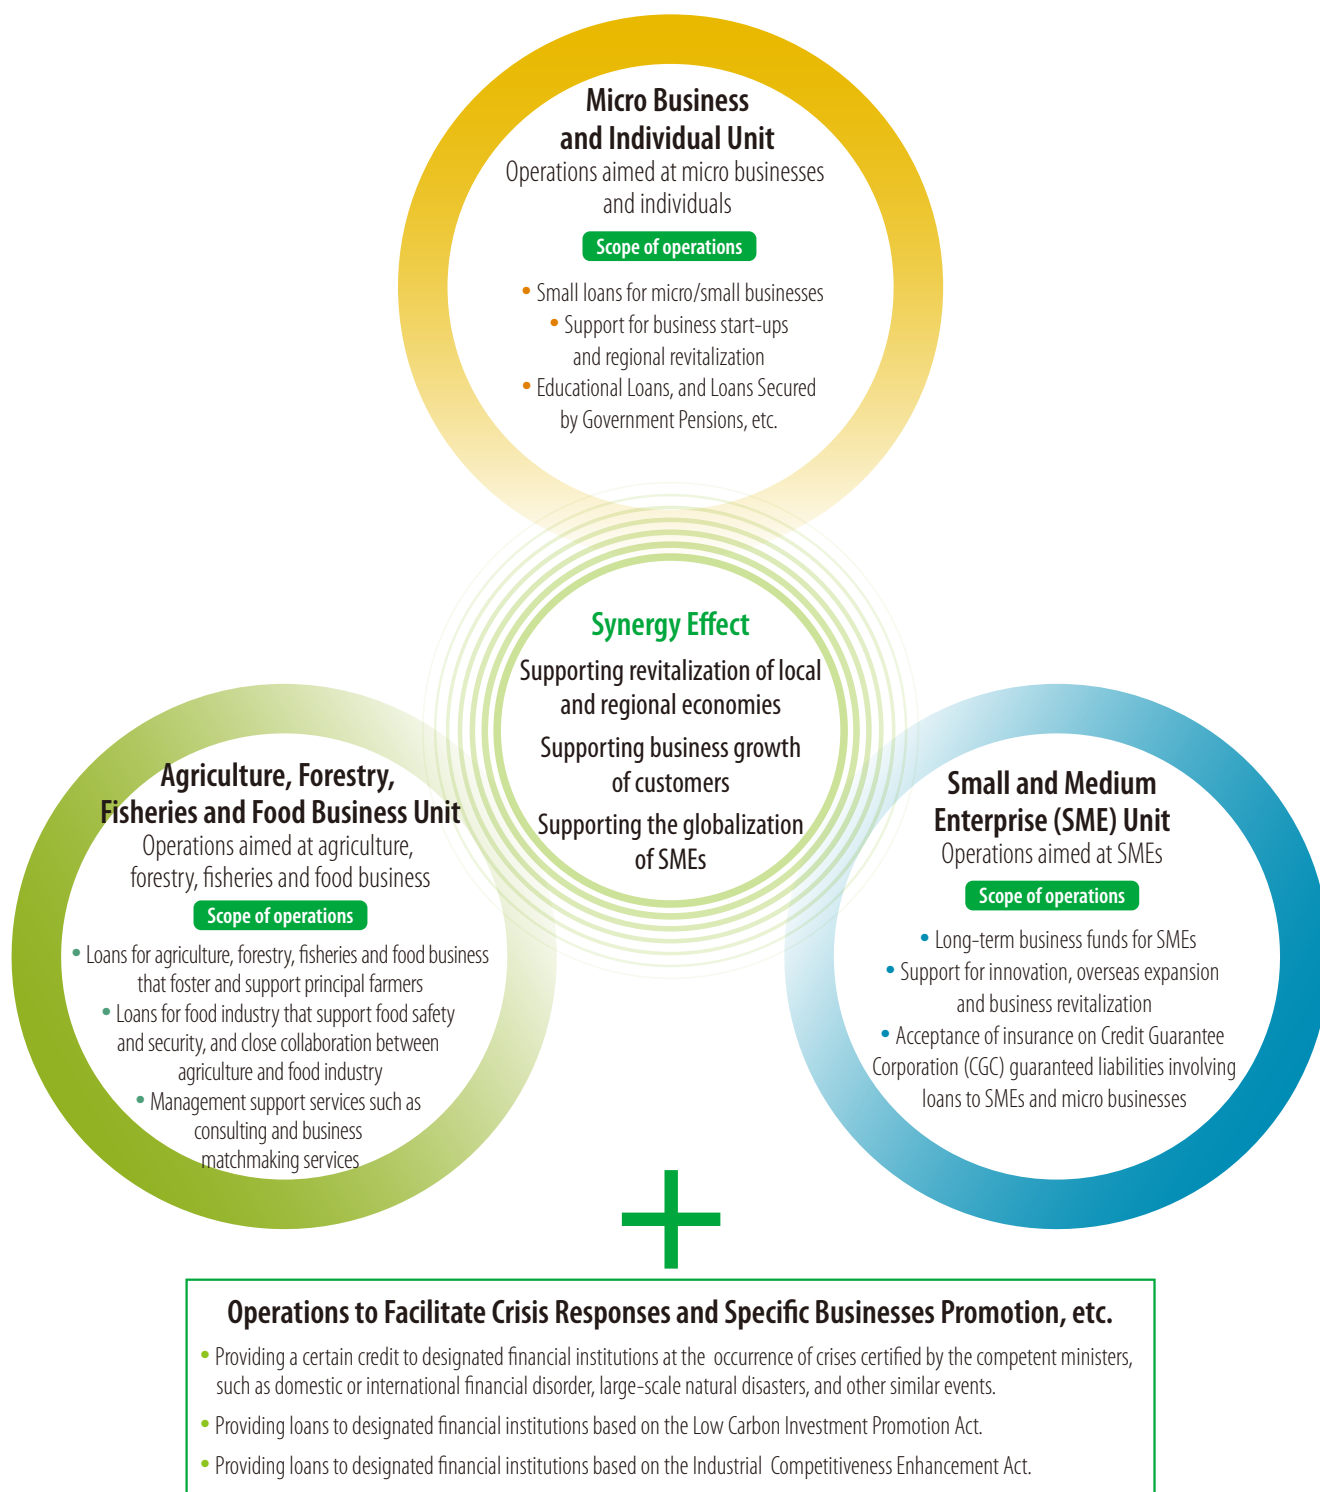 Micro Business
and Individual Unit
Operations aimed at micro businesses
and individuals
Scope of operations
• Small loans for micro/small businesses
• Support for business start-ups
and regional revitalization
• Educational Loans, and Loans Secured
by Government Pensions, etc.
Synergy Effect
Supporting revitalization of local
and regional economies
Supporting business growth
of customers
Supporting the globalization
of SMEs
Agriculture, Forestry,
Fisheries and Food Business Unit
Operations aimed at agriculture,
forestry, fisheries and food business
Scope of operations
• Loans for agriculture, forestry, fisheries and food business
that foster and support principal farmers
• Loans for food industry that support food safety
and security, and close collaboration between
agriculture and food industry
• Management support services such as
consulting and business
matchmaking services
Small and Medium
Enterprise (SME) Unit
Operations aimed at SMEs
Scope of operations
• Long-term business funds for SMEs
• Support for innovation, overseas expansion
and business revitalization
• Acceptance of insurance on Credit Guarantee
Corporation (CGC) guaranteed liabilities involving
loans to SMEs and micro businesses
+
Operations to Facilitate Crisis Responses and Specific Businesses Promotion, etc.
• Providing a certain credit to designated financial institutions at the occurrence of crises certified by the competent ministers,
such as domestic or international financial disorder, large-scale natural disasters, and other similar events.
• Providing loans to designated financial institutions based on the Low Carbon Investment Promotion Act.
• Providing loans to designated financial institutions based on the Industrial Competitiveness Enhancement Act.